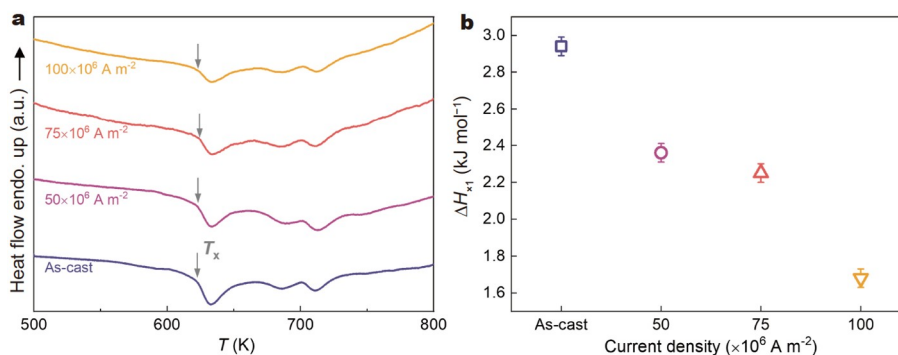 a
Heat flow endo. up (a.u.)
100×10⁶ A m⁻²
75×10⁶ A m⁻²
50×10⁶ A m⁻²
Tₓ
As-cast
500 600 700 800
T (K)
b
ΔHₓ₁ (kJ mol⁻¹)
3.0
2.8
2.6
2.4
2.2
2.0
1.8
1.6
As-cast 50 75 100
Current density (×10⁶ A m⁻²)